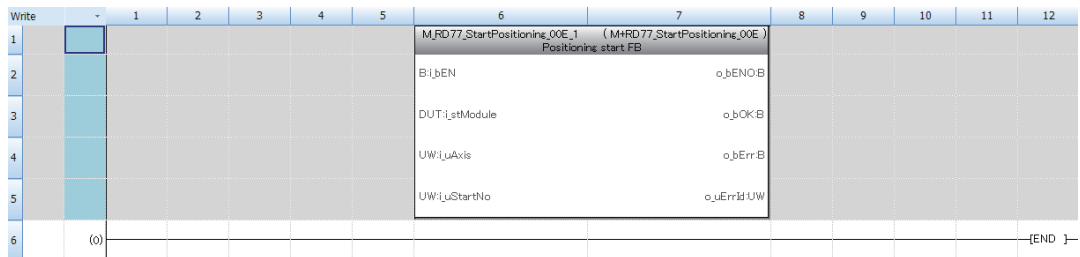 Write 1 2 3 4 5 6 7 8 9 10 11 12
1 M_RD77_StartPositioning_00E_1 ( M+RD77_StartPositioning_00E )
Positioning start FB
2 B:i_bEN o_bENO:B
3 DUT:i_stModule o_bOK:B
4 UW:i_uAxis o_bErr:B
5 UW:i_uStartNo o_uErrId:UW
6 (0) [END ]